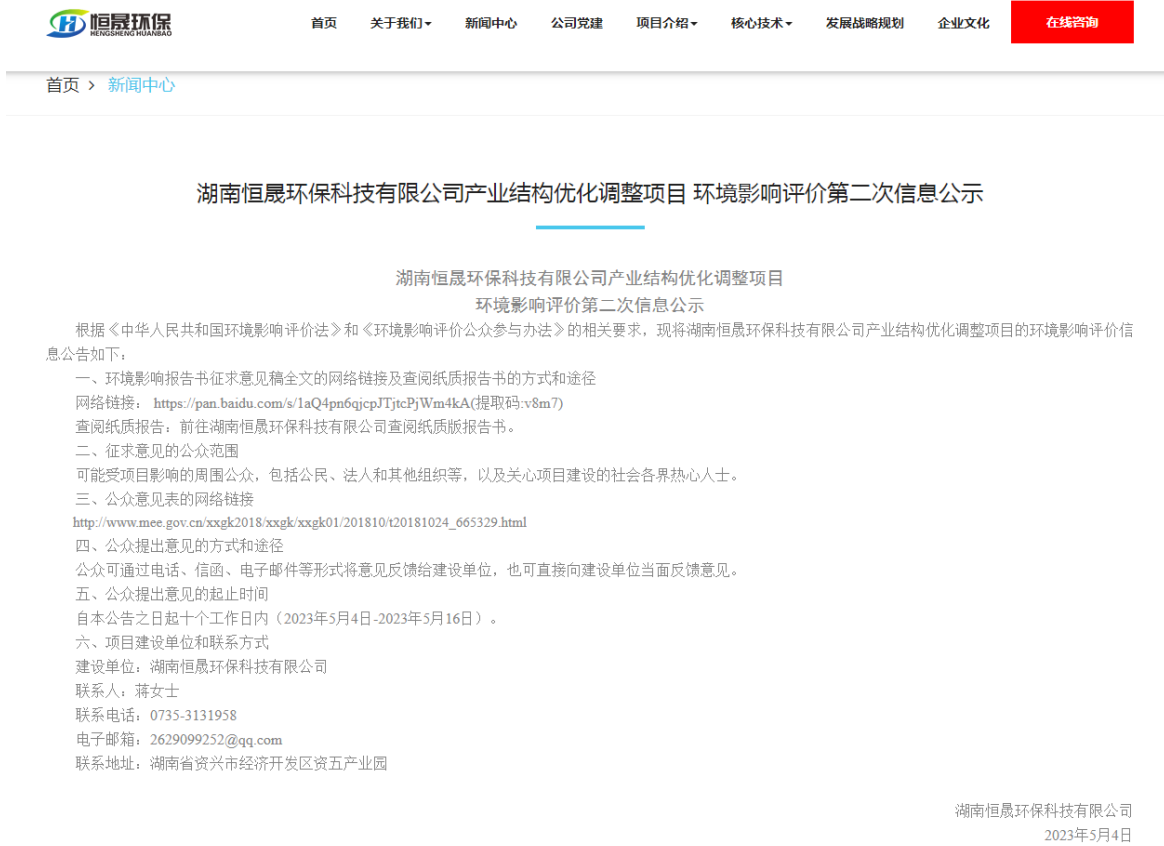 恒晟环保
HENGSHENG HUANBAO
首页 关于我们 新闻中心 公司党建 项目介绍 核心技术 发展战略规划 企业文化 在线咨询
首页 > 新闻中心
湖南恒晟环保科技有限公司产业结构优化调整项目 环境影响评价第二次信息公示
湖南恒晟环保科技有限公司产业结构优化调整项目
环境影响评价第二次信息公示
根据《中华人民共和国环境影响评价法》和《环境影响评价公众参与办法》的相关要求，现将湖南恒晟环保科技有限公司产业结构优化调整项目的环境影响评价信
息公告如下：
一、环境影响报告书征求意见稿全文的网络链接及查阅纸质报告书的方式和途径
网络链接： https://pan.baidu.com/s/1aQ4pn6qjcpJTjtcPjWm4kA(提取码:v8m7)
查阅纸质报告：前往湖南恒晟环保科技有限公司查阅纸质版报告书。
二、征求意见的公众范围
可能受项目影响的周围公众，包括公民、法人和其他组织等，以及关心项目建设的社会各界热心人士。
三、公众意见表的网络链接
http://www.mee.gov.cn/xxgk2018/xxgk/xxgk01/201810/t20181024_665329.html
四、公众提出意见的方式和途径
公众可通过电话、信函、电子邮件等形式将意见反馈给建设单位，也可直接向建设单位当面反馈意见。
五、公众提出意见的起止时间
自本公告之日起十个工作日内（2023年5月4日-2023年5月16日）。
六、项目建设单位和联系方式
建设单位：湖南恒晟环保科技有限公司
联系人：蒋女士
联系电话：0735-3131958
电子邮箱：2629099252@qq.com
联系地址：湖南省资兴市经济开发区资五产业园
湖南恒晟环保科技有限公司
2023年5月4日